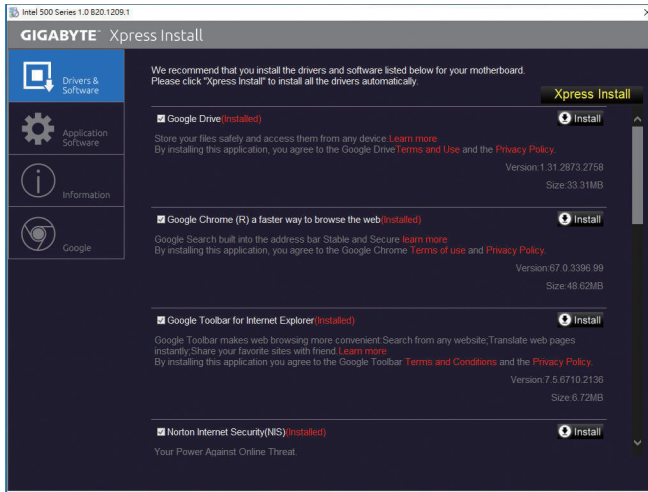 Intel 500 Series 1.0 B20.1209.1
GIGABYTE™ Xpress Install
Drivers &
Software
Application
Software
Information
Google
We recommend that you install the drivers and software listed below for your motherboard.
Please click "Xpress Install" to install all the drivers automatically.
Xpress Install
Google Drive(Installed)
Install
Store your files safely and access them from any device.Learn more
By installing this application, you agree to the Google DriveTerms and Use and the Privacy Policy.
Version:1.31.2873.2758
Size:33.31MB
Google Chrome (R) a faster way to browse the web(Installed)
Install
Google Search built into the address bar Stable and Secure learn more
By installing this application, you agree to the Google Chrome Terms of use and Privacy Policy.
Version:67.0.3396.99
Size:48.62MB
Google Toolbar for Internet Explorer(Installed)
Install
Google Toolbar makes web browsing more convenient:Search from any website;Translate web pages
instantly;Share your favorite sites with friend.Learn more
By installing this application you agree to the Google Toolbar Terms and Conditions and the Privacy Policy.
Version:7.5.6710.2136
Size:6.72MB
Norton Internet Security(NIS)(Installed)
Install
Your Power Against Online Threat.